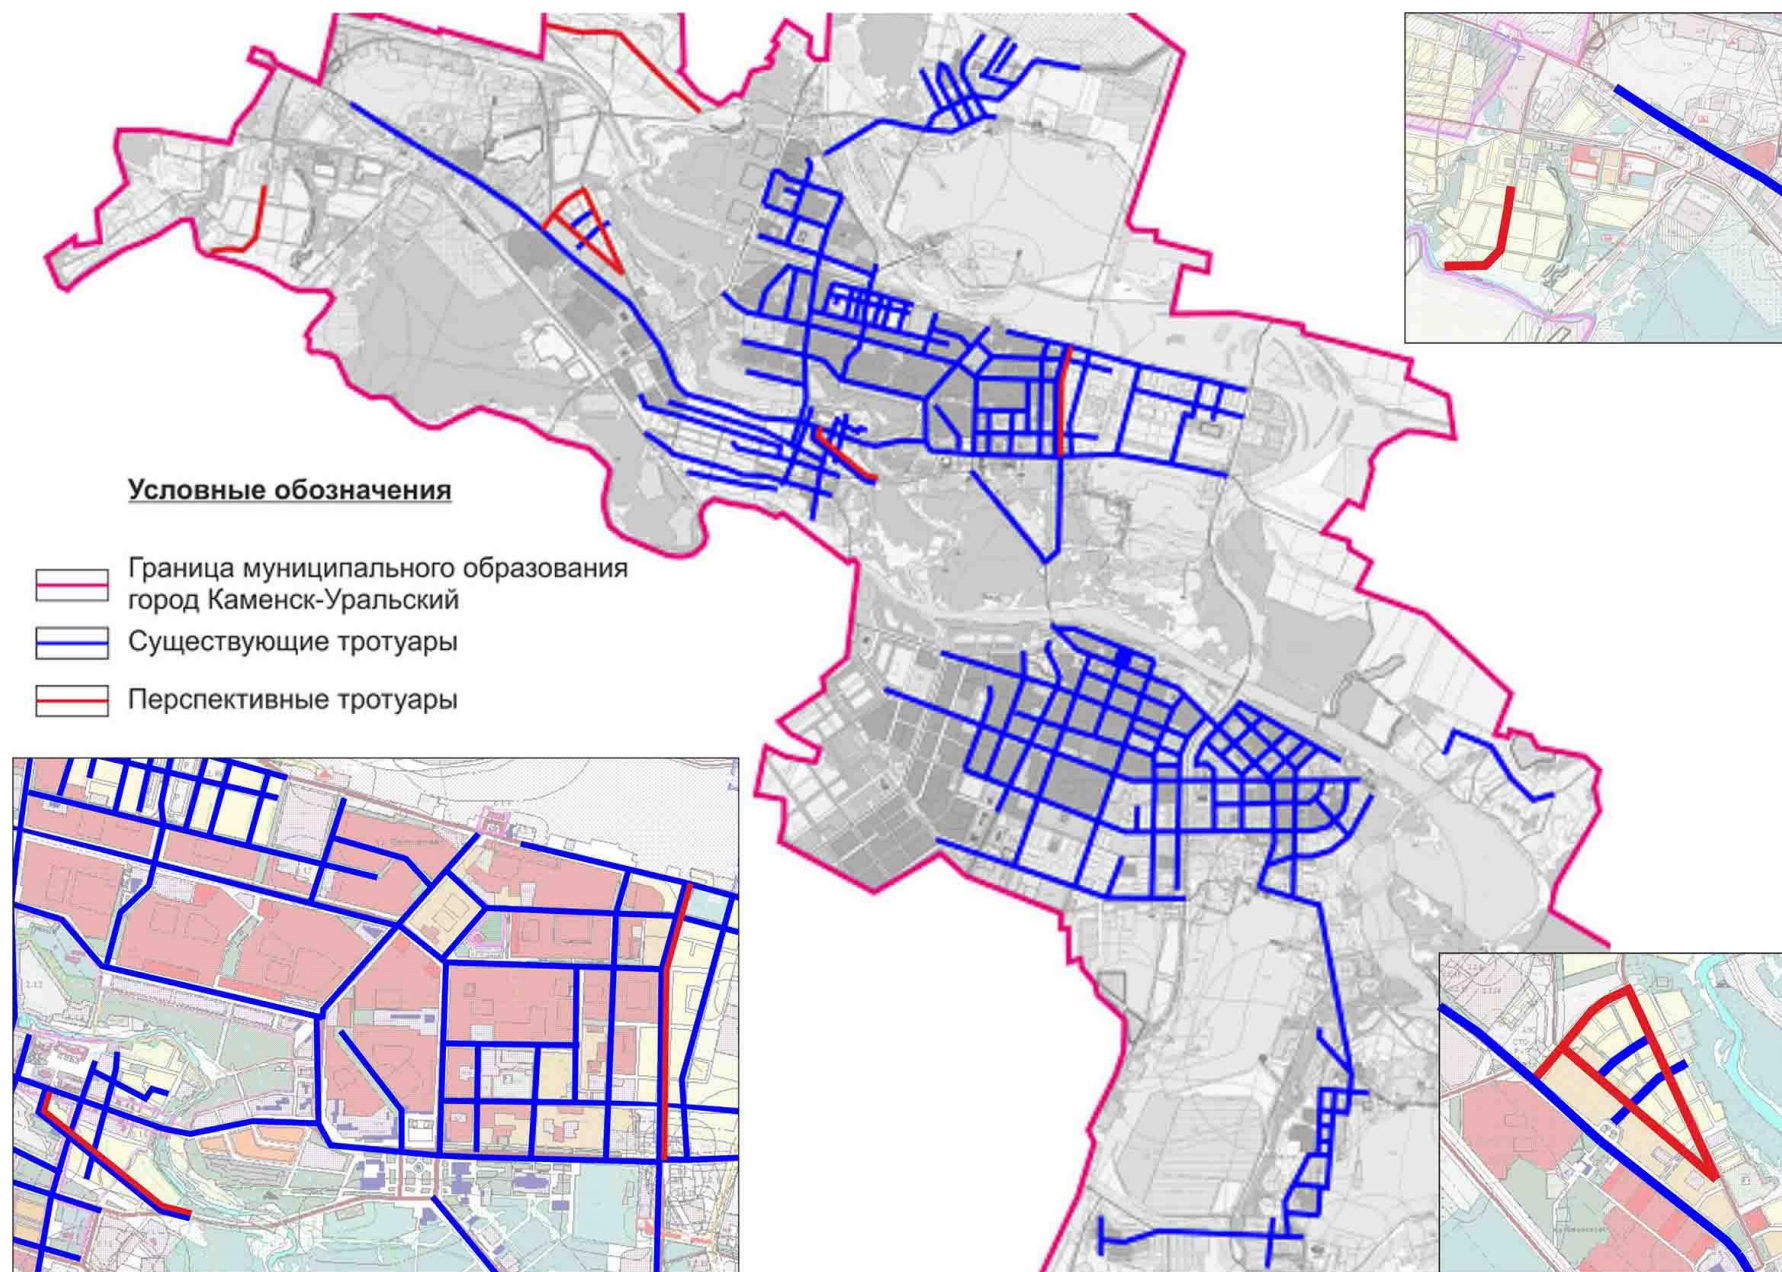 Условные обозначения
Граница муниципального образования
город Каменск-Уральский
Существующие тротуары
Перспективные тротуары